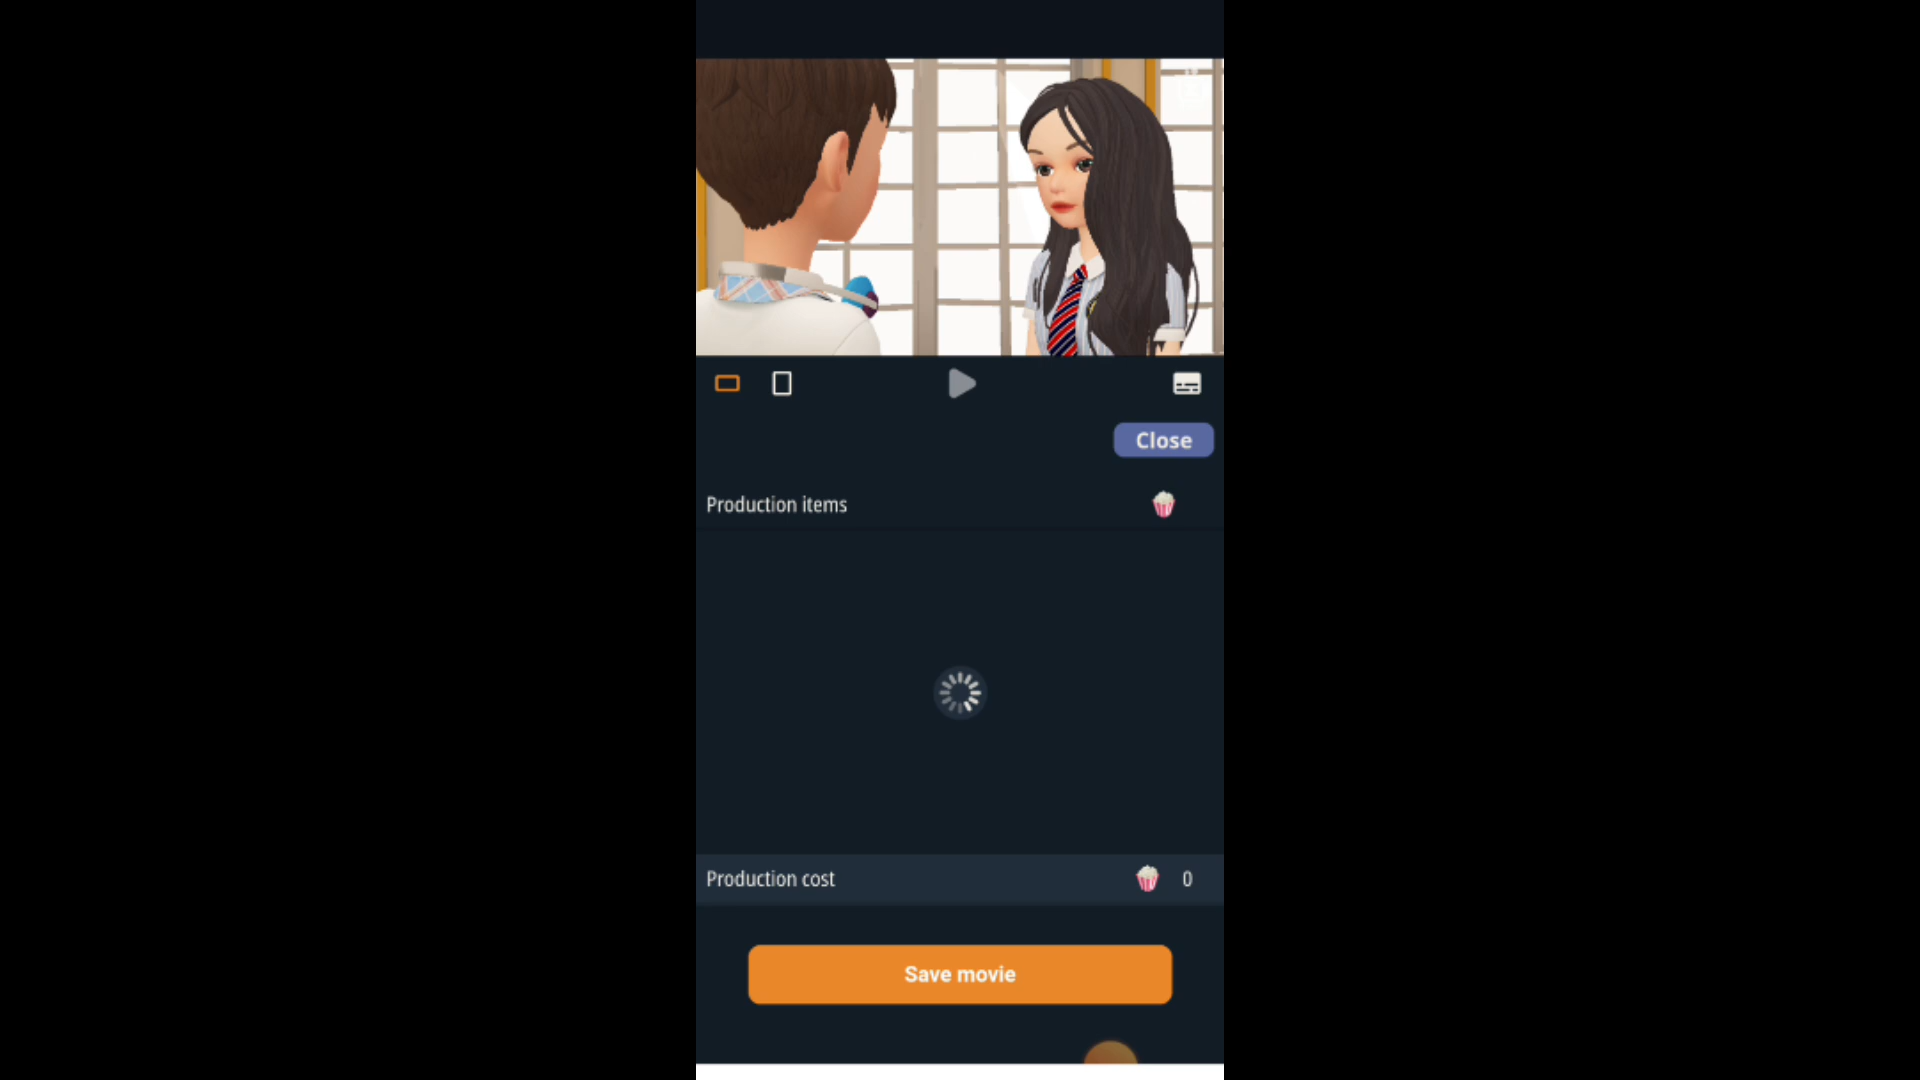 Close
Production items
Production cost 0
Save movie